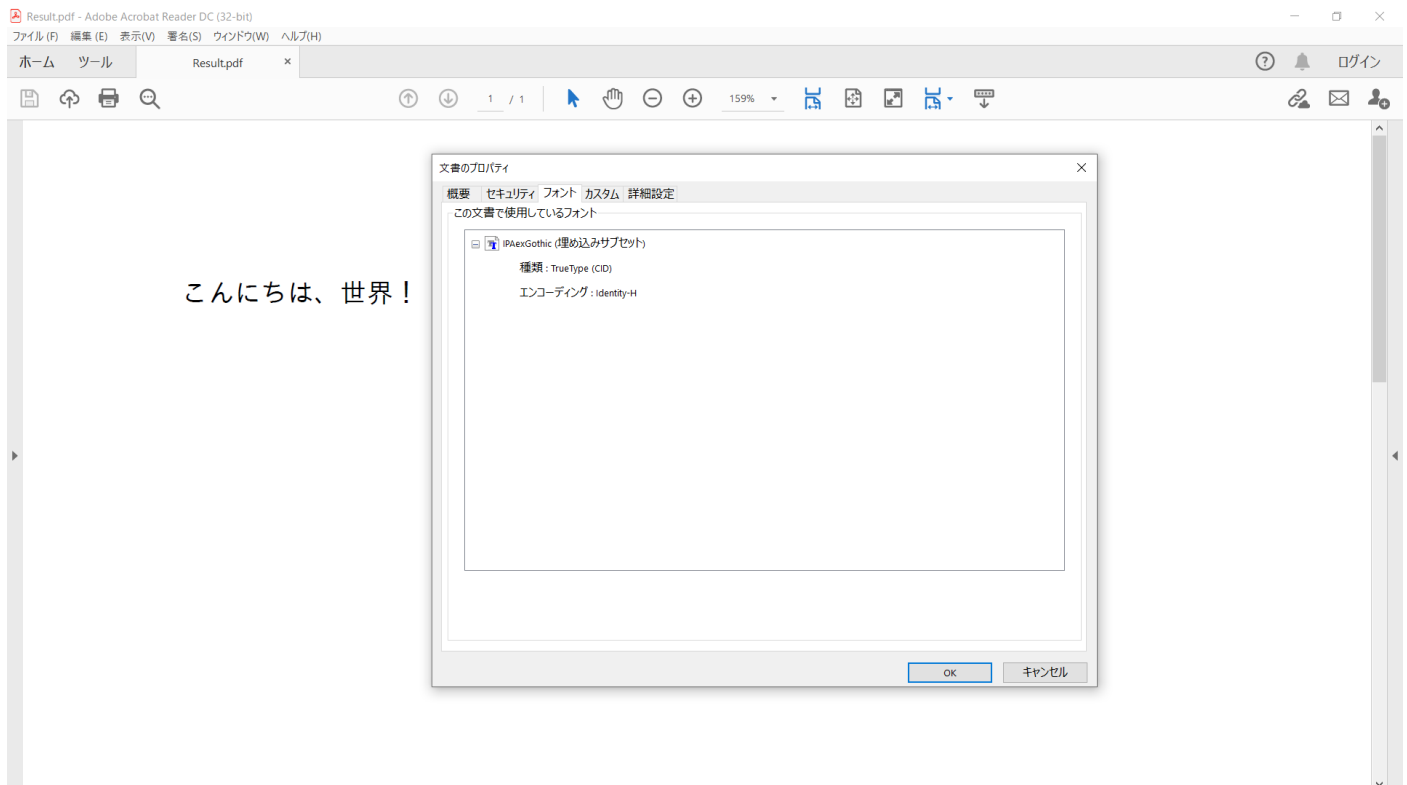 Result.pdf - Adobe Acrobat Reader DC (32-bit)
ファイル(F) 編集(E) 表示(V) 署名(S) ウィンドウ(W) ヘルプ(H)
ホーム ツール Result.pdf × ログイン
1 / 1 159%
文書のプロパティ
概要 セキュリティ フォント カスタム 詳細設定
この文書で使用しているフォント
IPAexGothic (埋め込みサブセット)
種類 : TrueType (CID)
エンコーディング : Identity-H
こんにちは、世界！
OK キャンセル